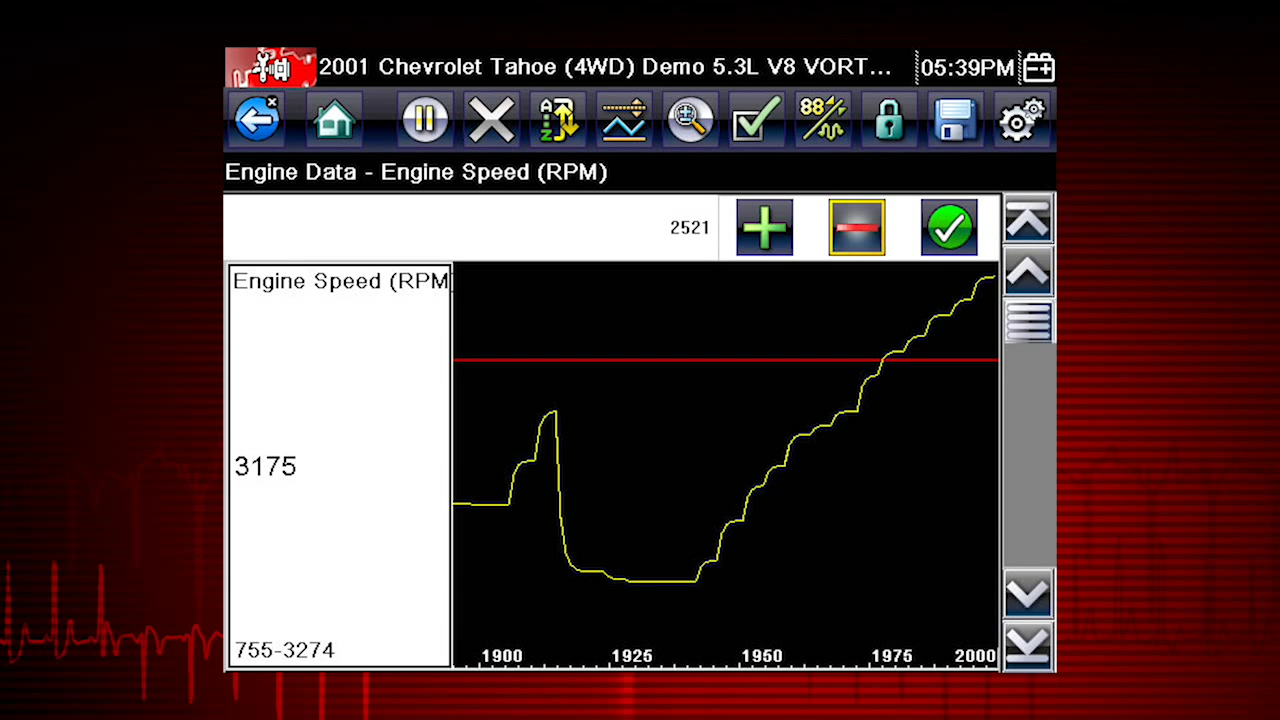 2001 Chevrolet Tahoe (4WD) Demo 5.3L V8 VORT... 05:39PM
A Z 88
Engine Data - Engine Speed (RPM)
2521
Engine Speed (RPM
3175
755-3274
1900 1925 1950 1975 2000